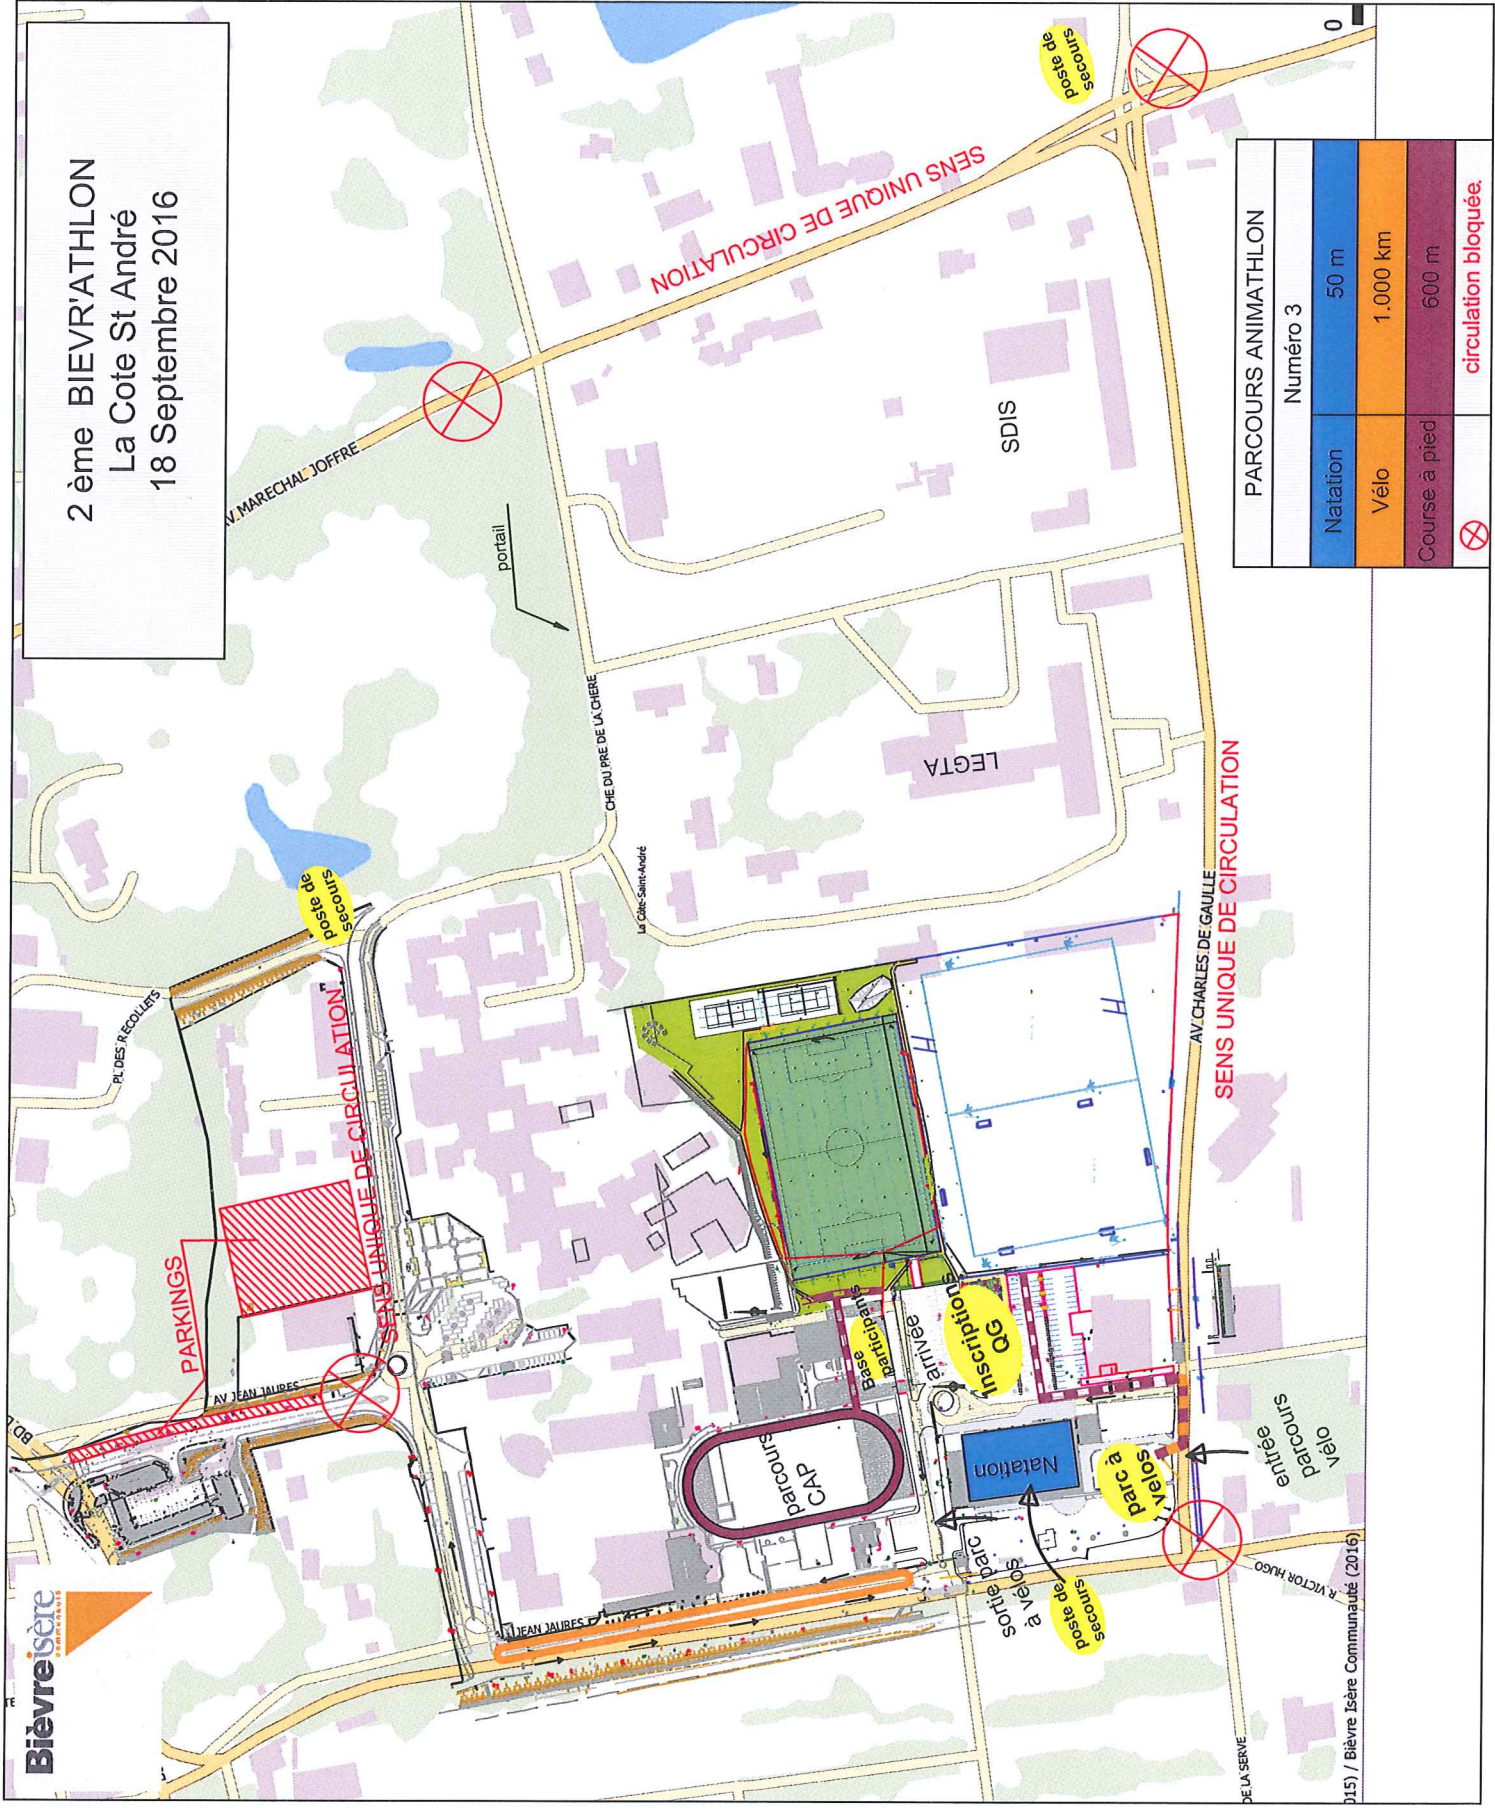 2 ème BIEVR'ATHLON
La Cote St André
18 Septembre 2016
Bièvre isère
communauté
PARKINGS
AV JEAN JAURES
PL DES RECOLLETS
poste de
secours
SENS UNIQUE DE CIRCULATION
AV. MARECHAL JOFFRE
portail
CHE DU PRE DE LA CHERE
La Côte-Saint-André
SENS UNIQUE DE CIRCULATION
poste de
secours
SDIS
LEGTA
AV. CHARLES DE GAULLE
SENS UNIQUE DE CIRCULATION
JEAN JAURES
parcours
CAP
Base
participants
arrivée
Inscriptions
QG
Natation
sortie parc
à vélos
poste de
secours
parc à
vélos
entrée
parcours
vélo
R VICTOR HUGO
DE LA SERVE
BD
TE
015) / Bièvre Isère Communauté (2016)
0
PARCOURS ANIMATHLON
Numéro 3
Natation 50 m
Vélo 1.000 km
Course à pied 600 m
circulation bloquée.